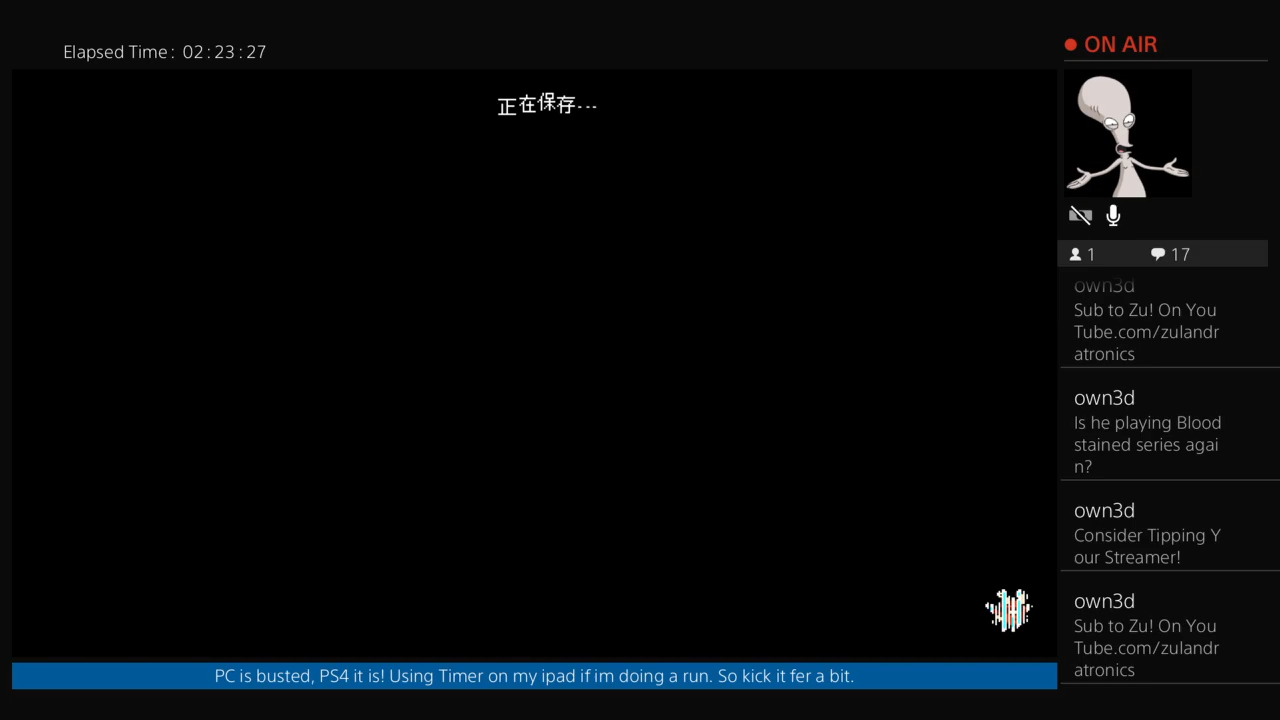 Elapsed Time: 02:23:27
ON AIR
正在保存---
1
17
own3d
Sub to Zu! On You
Tube.com/zulandr
atronics
own3d
Is he playing Blood
stained series agai
n?
own3d
Consider Tipping Y
our Streamer!
own3d
Sub to Zu! On You
Tube.com/zulandr
atronics
PC is busted, PS4 it is! Using Timer on my ipad if im doing a run. So kick it fer a bit.